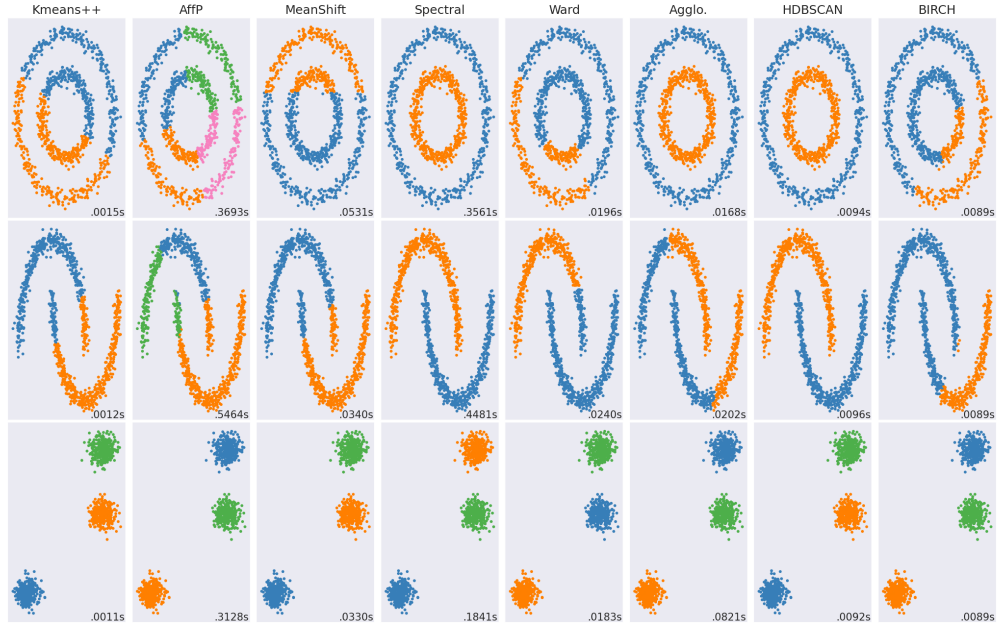 Kmeans++ AffP MeanShift Spectral Ward Agglo. HDBSCAN BIRCH
.0015s .3693s .0531s .3561s .0196s .0168s .0094s .0089s
.0012s .5464s .0340s .4481s .0240s .0202s .0096s .0089s
.0011s .3128s .0330s .1841s .0183s .0821s .0092s .0089s